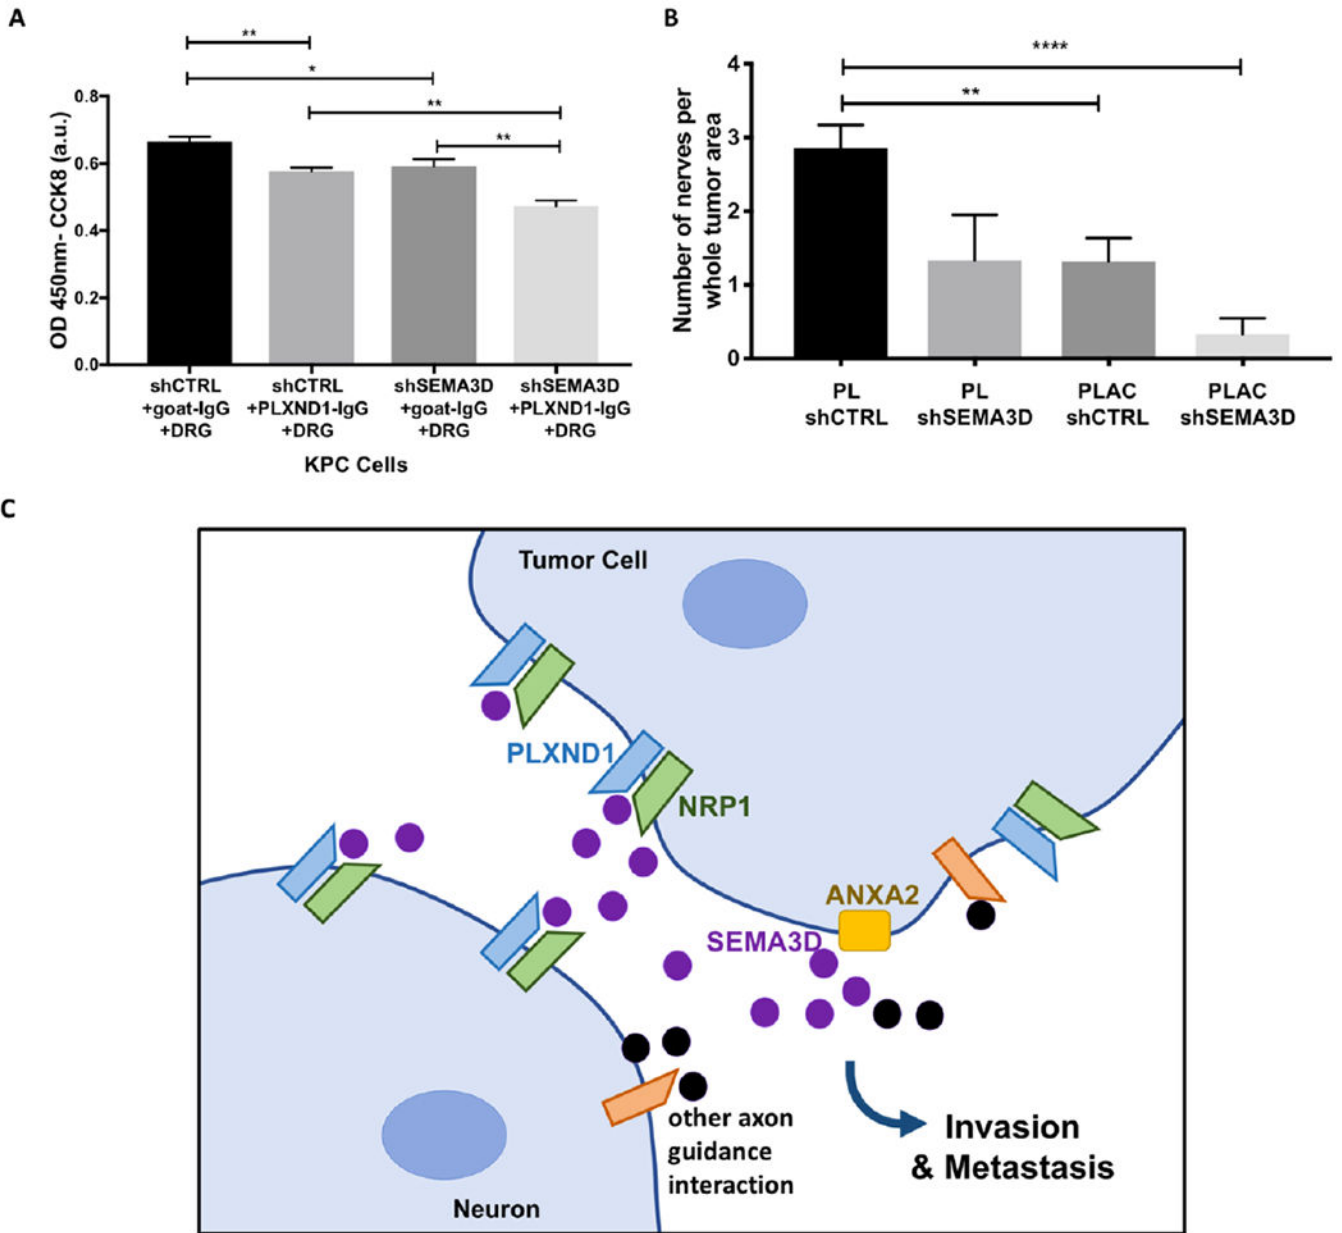 A
**
*
**
**
OD 450nm- CCK8 (a.u.)
0.8
0.6
0.4
0.2
0.0
shCTRL
+goat-IgG
+DRG
shCTRL
+PLXND1-IgG
+DRG
shSEMA3D
+goat-IgG
+DRG
shSEMA3D
+PLXND1-IgG
+DRG
KPC Cells
B
****
**
Number of nerves per
whole tumor area
4
3
2
1
0
PL
shCTRL
PL
shSEMA3D
PLAC
shCTRL
PLAC
shSEMA3D
C
Tumor Cell
PLXND1
NRP1
ANXA2
SEMA3D
other axon
guidance
interaction
Invasion
& Metastasis
Neuron